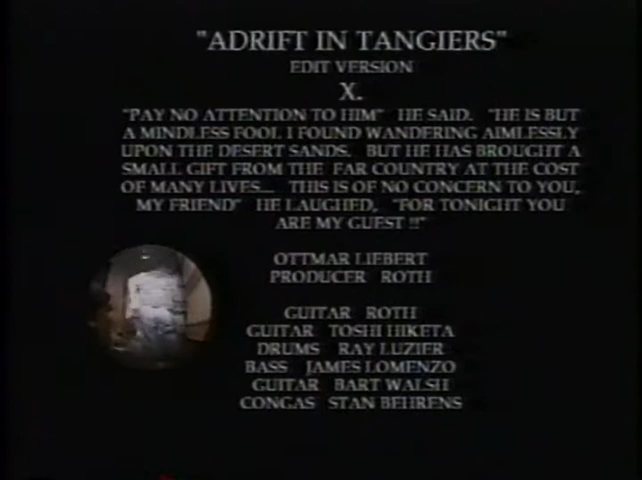 "ADRIFT IN TANGIERS"
EDIT VERSION
X.
"PAY NO ATTENTION TO HIM" HE SAID. "HE IS BUT
A MINDLESS FOOL I FOUND WANDERING AIMLESSLY
UPON THE DESERT SANDS. BUT HE HAS BROUGHT A
SMALL GIFT FROM THE FAR COUNTRY AT THE COST
OF MANY LIVES... THIS IS OF NO CONCERN TO YOU,
MY FRIEND" HE LAUGHED, "FOR TONIGHT YOU
ARE MY GUEST !!"
OTTMAR LIEBERT
PRODUCER ROTH
GUITAR ROTH
GUITAR TOSHI HIKETA
DRUMS RAY LUZIER
BASS JAMES LOMENZO
GUITAR BART WALSH
CONGAS STAN BEHRENS